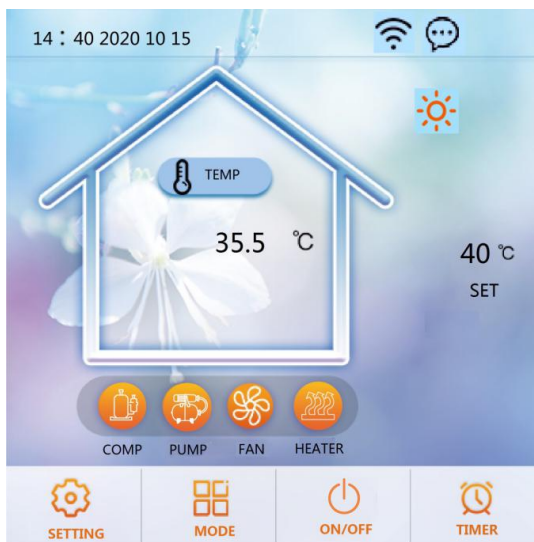 14：40 2020 10 15
TEMP
35.5 ℃
40 ℃
SET
COMP PUMP FAN HEATER
SETTING MODE ON/OFF TIMER